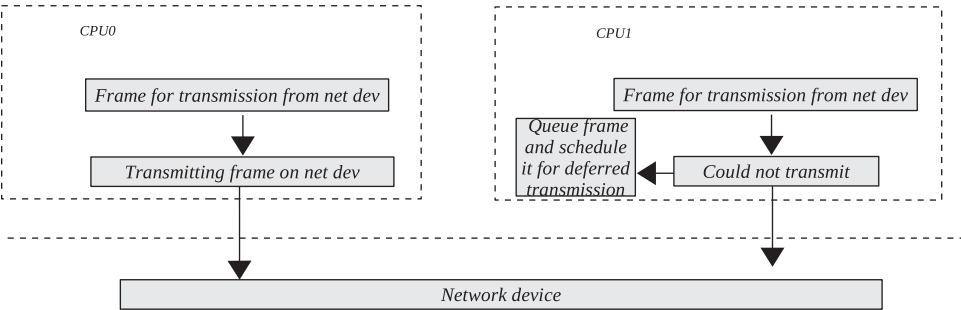 CPU0
Frame for transmission from net dev
Transmitting frame on net dev
CPU1
Frame for transmission from net dev
Queue frame
and schedule
it for deferred
transmission
Could not transmit
Network device